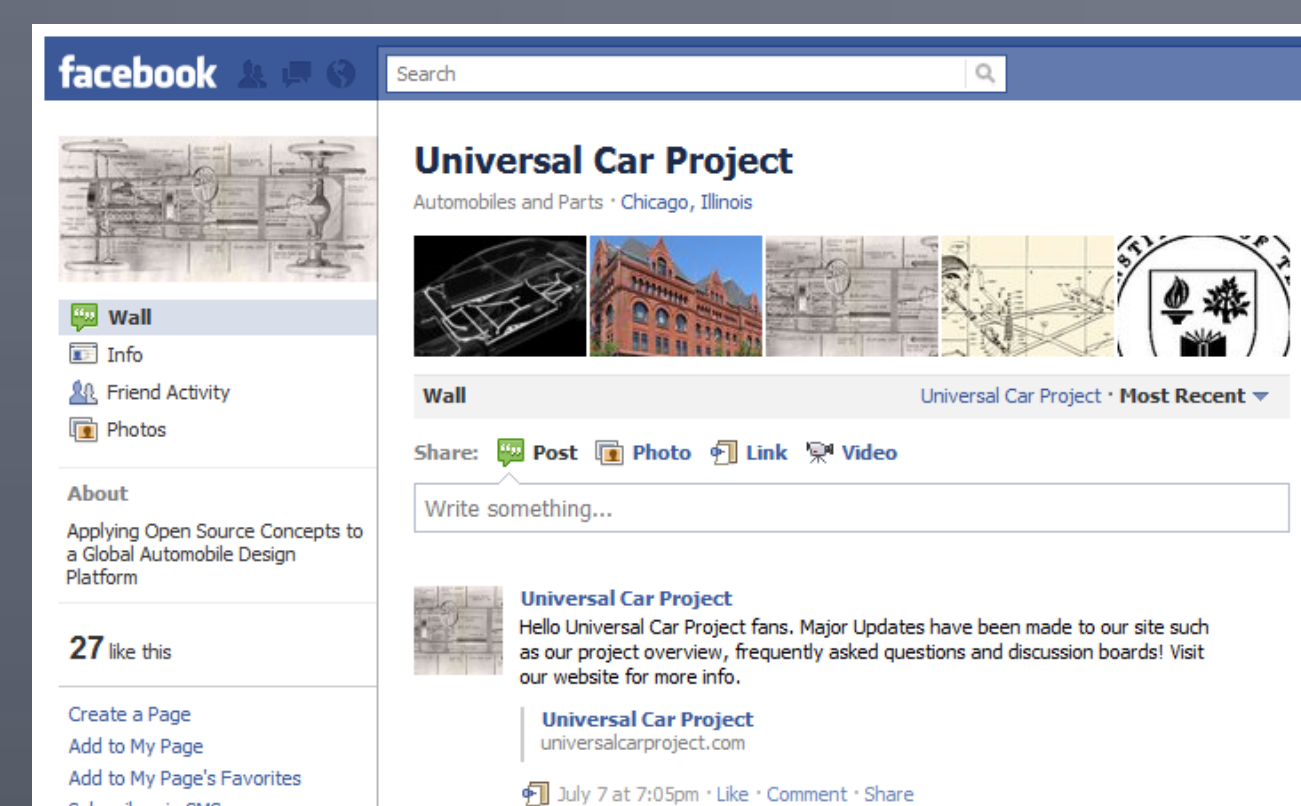 facebook
Search
Universal Car Project
Automobiles and Parts · Chicago, Illinois
Wall
Info
Friend Activity
Photos
About
Applying Open Source Concepts to
a Global Automobile Design
Platform
27 like this
Create a Page
Add to My Page
Add to My Page's Favorites
Wall
Universal Car Project · Most Recent
Share: Post Photo Link Video
Write something...
Universal Car Project
Hello Universal Car Project fans. Major Updates have been made to our site such
as our project overview, frequently asked questions and discussion boards! Visit
our website for more info.
Universal Car Project
universalcarproject.com
July 7 at 7:05pm · Like · Comment · Share